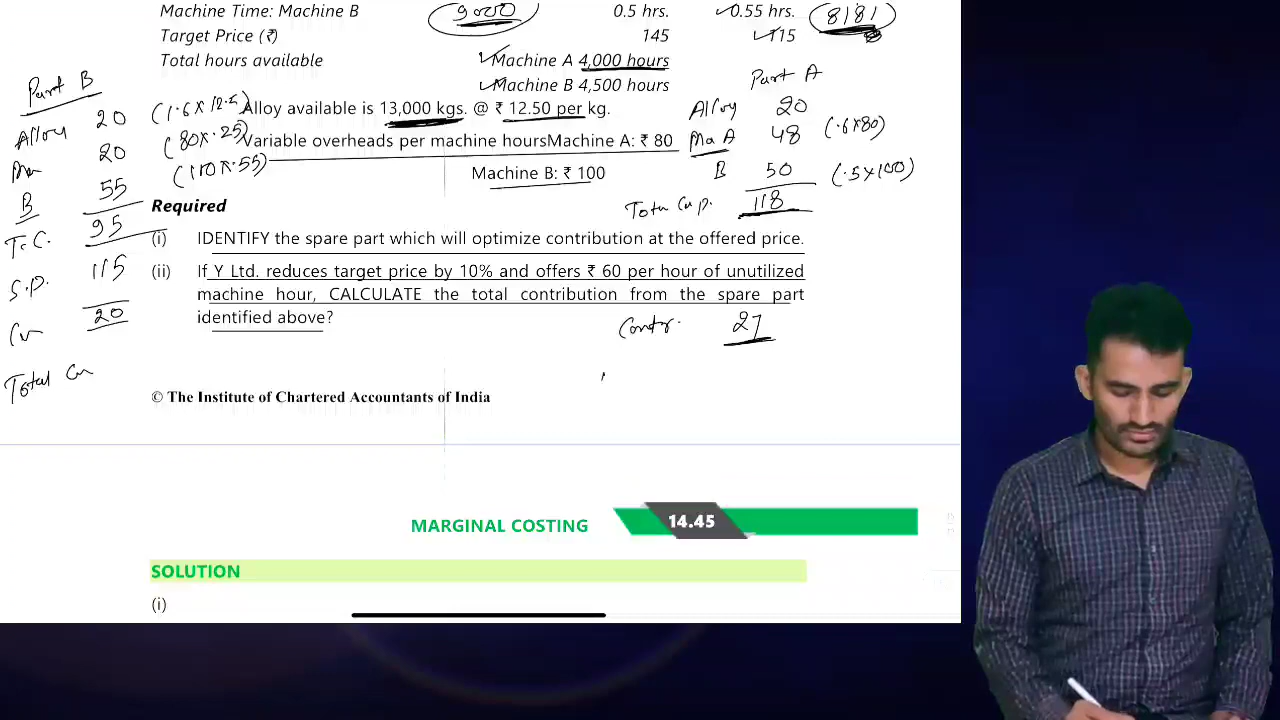 Machine Time: Machine B 9000 0.5 hrs. 0.55 hrs. 8181
Target Price (₹) 145 115
Total hours available Machine A 4,000 hours
Machine B 4,500 hours
Part B
Part A
Alloy 20 (1.6 x 12.5)
Alloy available is 13,000 kgs. @ ₹ 12.50 per kg.
Alloy 20
Ma 20 (80 x .25)
Variable overheads per machine hoursMachine A: ₹ 80
Ma A 48 (.6x80)
B 55 (100 x .55)
Machine B: ₹ 100
B 50 (.5 x 100)
T.C. 95
Required
Total 118
(i) IDENTIFY the spare part which will optimize contribution at the offered price.
S.P. 115
(ii) If Y Ltd. reduces target price by 10% and offers ₹ 60 per hour of unutilized
machine hour, CALCULATE the total contribution from the spare part
identified above?
Cn 20
Contr. 27
Total Cn
© The Institute of Chartered Accountants of India
MARGINAL COSTING 14.45
SOLUTION
(i)